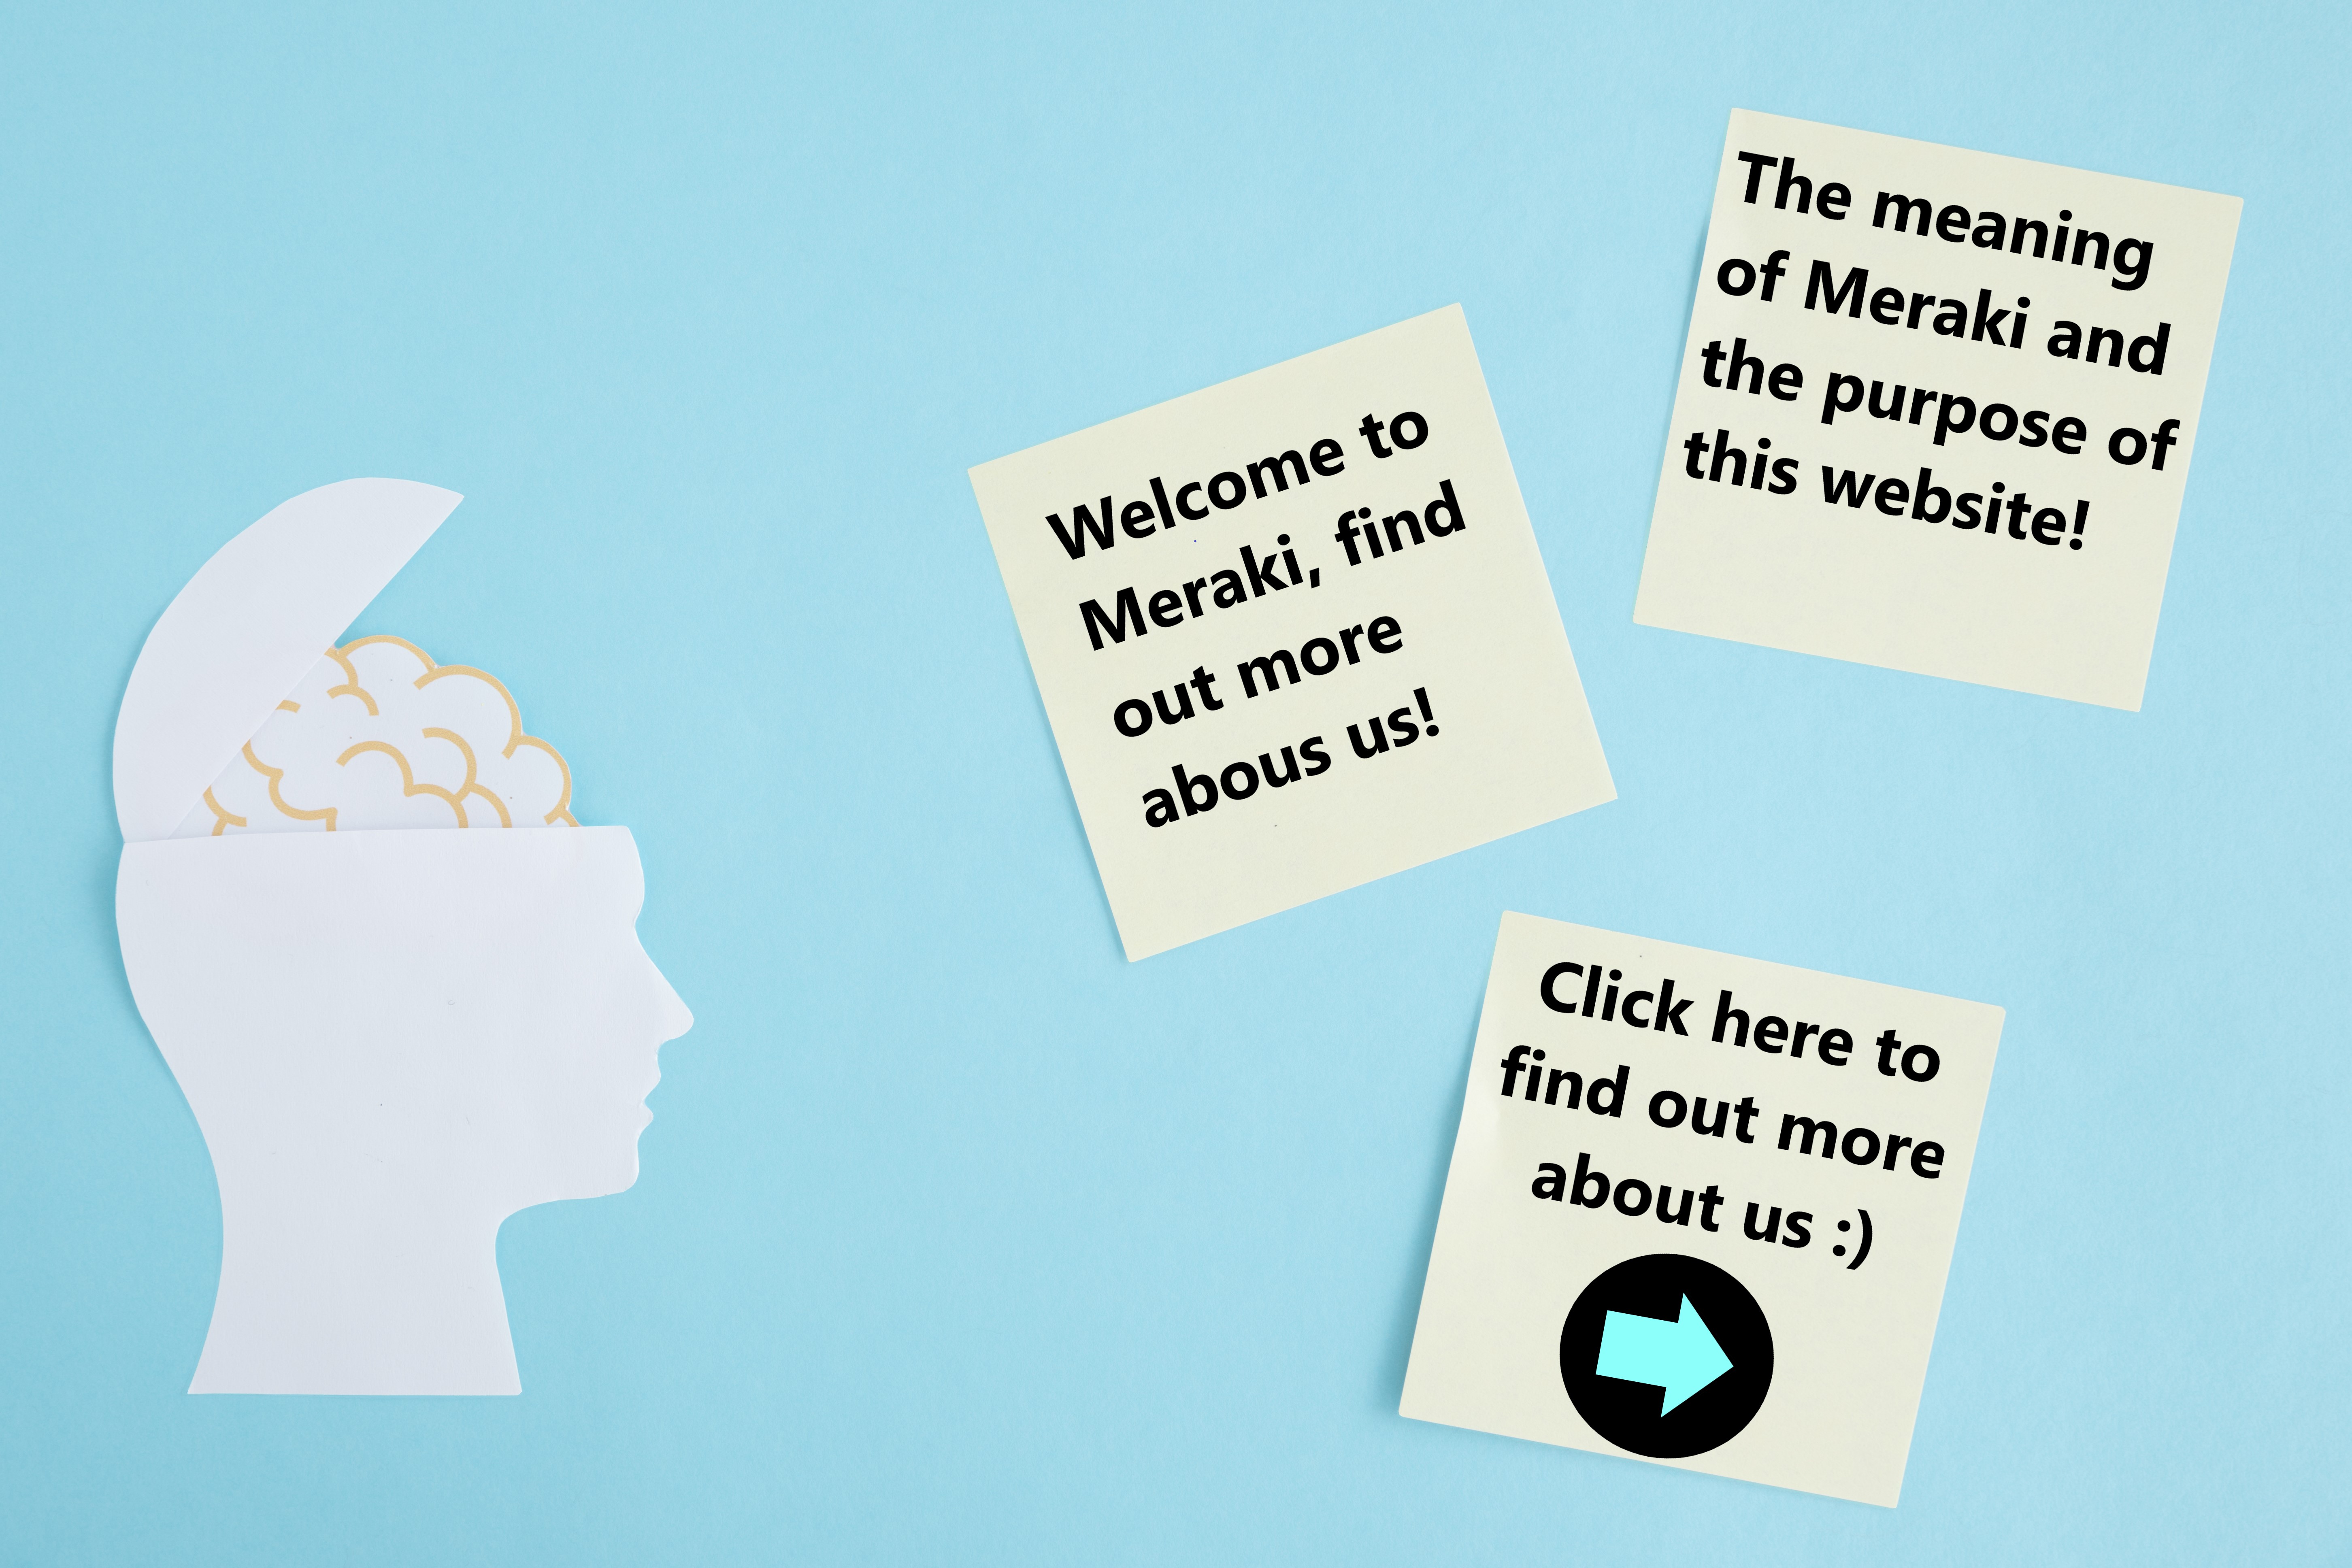 Welcome to
Meraki, find
out more
abous us!
The meaning
of Meraki and
the purpose of
this website!
Click here to
find out more
about us :)